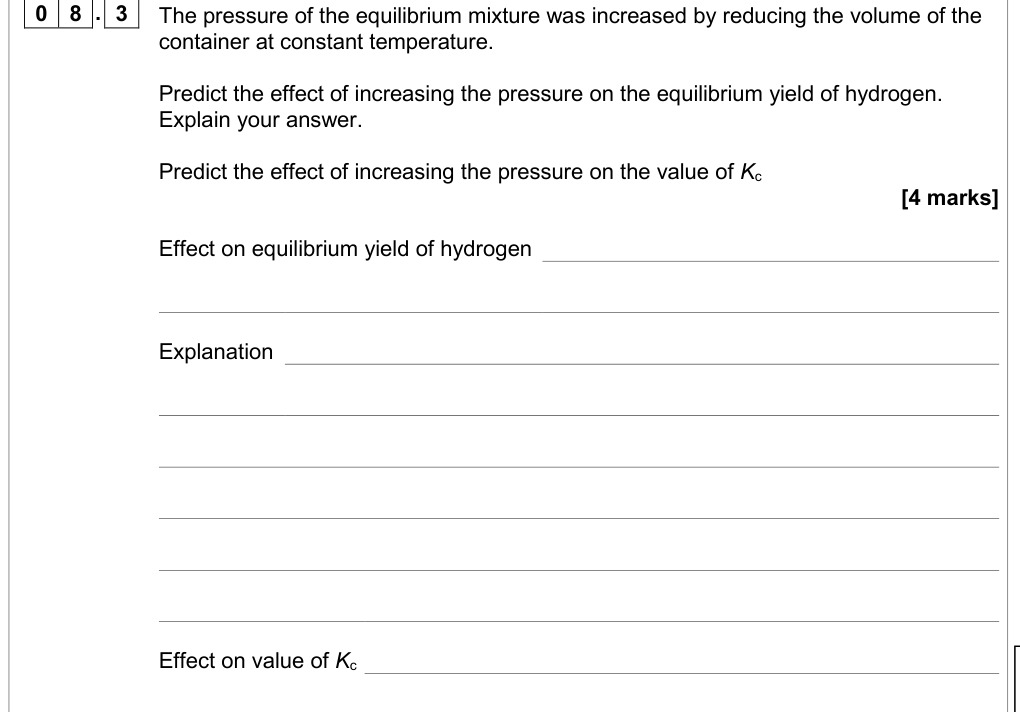 08.3 The pressure of the equilibrium mixture was increased by reducing the volume of the
container at constant temperature.
Predict the effect of increasing the pressure on the equilibrium yield of hydrogen.
Explain your answer.
Predict the effect of increasing the pressure on the value of Kc
[4 marks]
Effect on equilibrium yield of hydrogen
Explanation
Effect on value of Kc